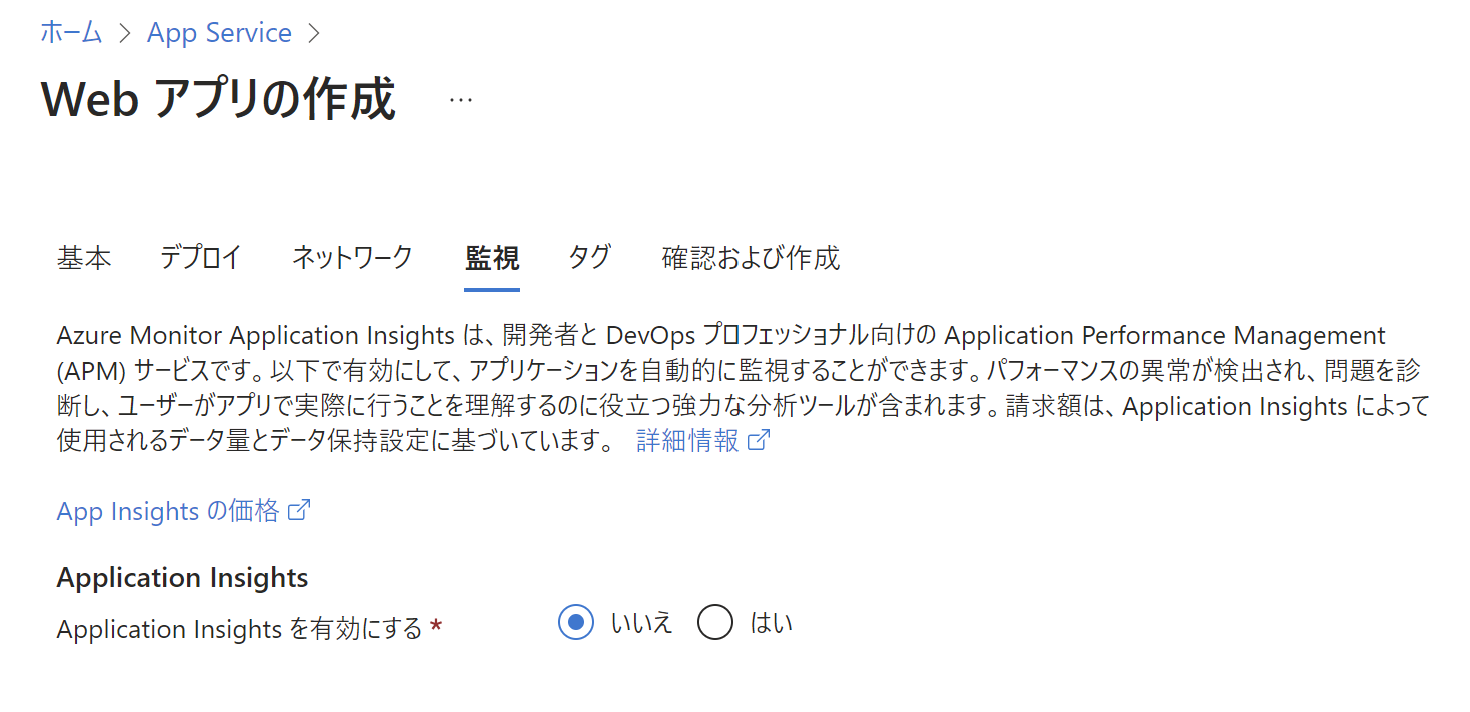 ホーム > App Service >
Web アプリの作成 …
基本 デプロイ ネットワーク 監視 タグ 確認および作成
Azure Monitor Application Insights は、開発者と DevOps プロフェッショナル向けの Application Performance Management
(APM) サービスです。以下で有効にして、アプリケーションを自動的に監視することができます。パフォーマンスの異常が検出され、問題を診
断し、ユーザーがアプリで実際に行うことを理解するのに役立つ強力な分析ツールが含まれます。請求額は、Application Insights によって
使用されるデータ量とデータ保持設定に基づいています。 詳細情報
App Insights の価格
Application Insights
Application Insights を有効にする * いいえ はい